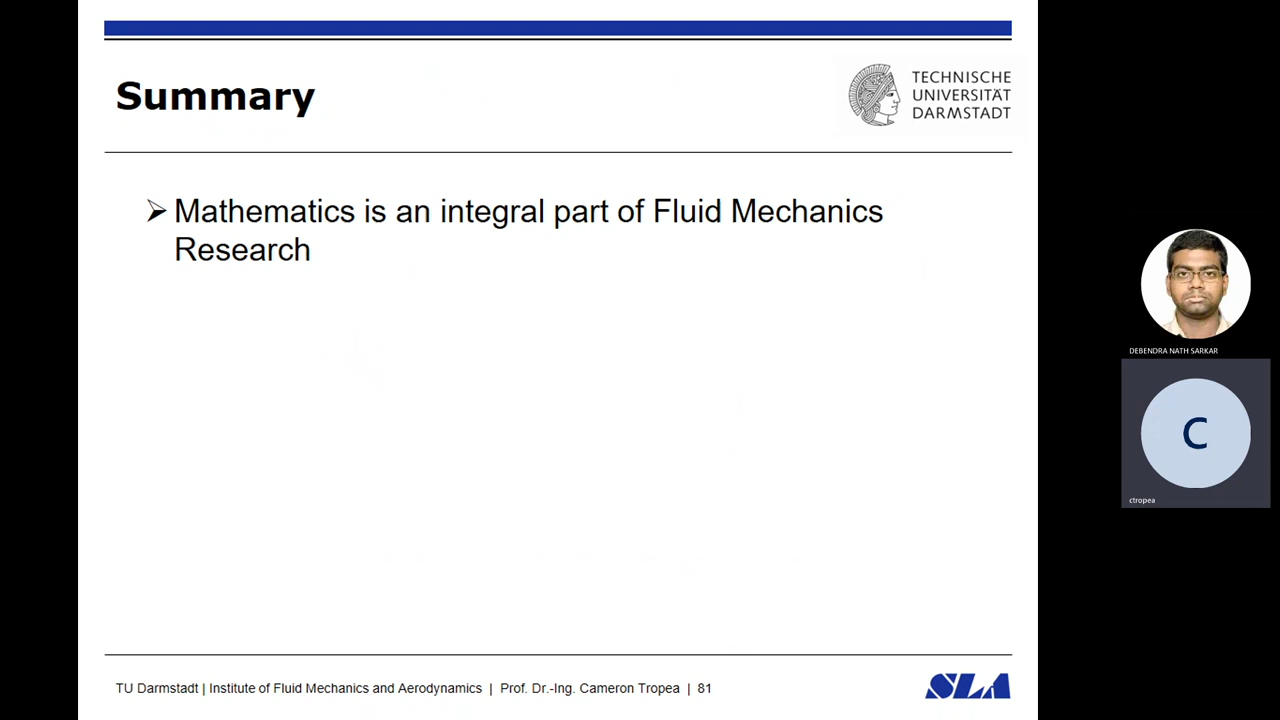 Summary
TECHNISCHE
UNIVERSITÄT
DARMSTADT
➢ Mathematics is an integral part of Fluid Mechanics
Research
DEBENDRA NATH SARKAR
C
ctropea
TU Darmstadt | Institute of Fluid Mechanics and Aerodynamics | Prof. Dr.-Ing. Cameron Tropea | 81
SLA